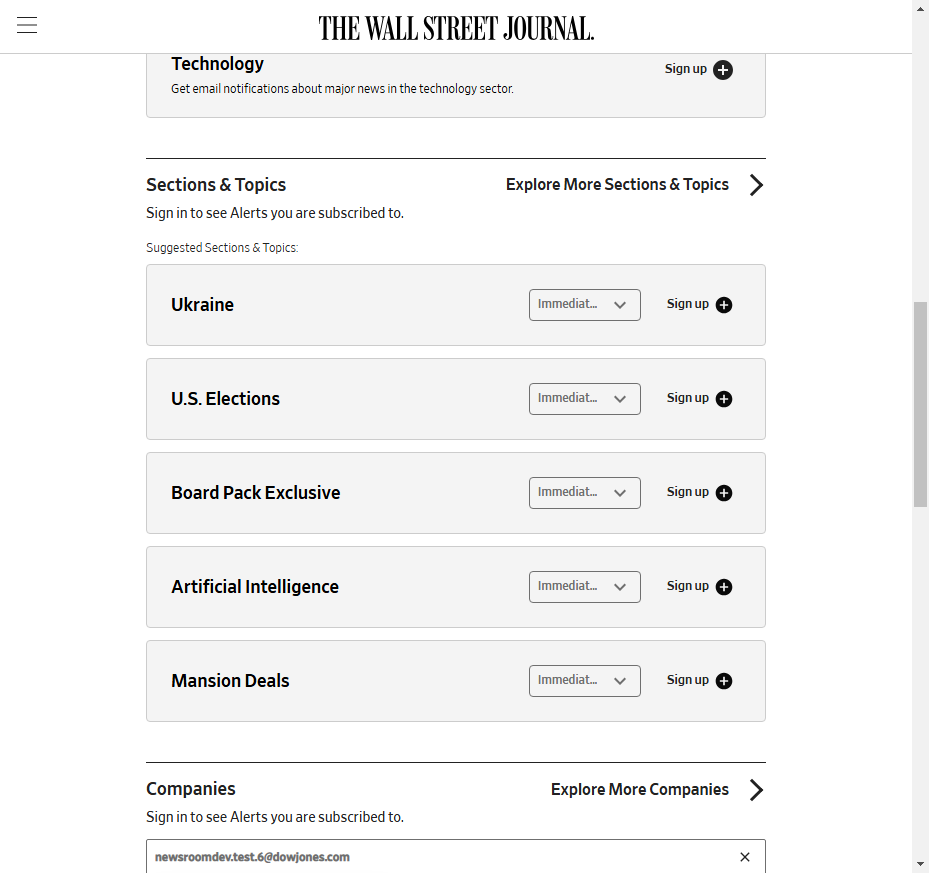 THE WALL STREET JOURNAL.
Technology
Sign up
Get email notifications about major news in the technology sector.
Sections & Topics
Explore More Sections & Topics
Sign in to see Alerts you are subscribed to.
Suggested Sections & Topics:
Ukraine
Immediat...
Sign up
U.S. Elections
Immediat...
Sign up
Board Pack Exclusive
Immediat...
Sign up
Artificial Intelligence
Immediat...
Sign up
Mansion Deals
Immediat...
Sign up
Companies
Explore More Companies
Sign in to see Alerts you are subscribed to.
newsroomdev.test.6@dowjones.com